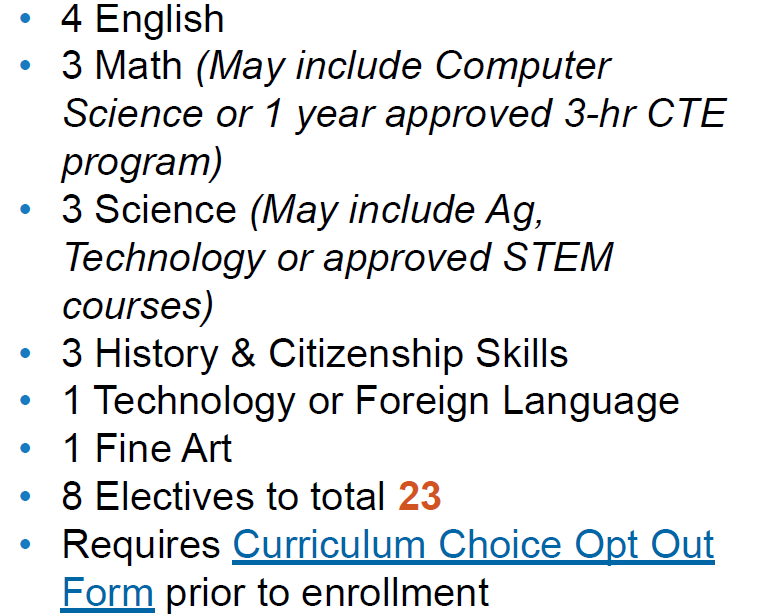 • 4 English
• 3 Math (May include Computer
Science or 1 year approved 3-hr CTE
program)
• 3 Science (May include Ag,
Technology or approved STEM
courses)
• 3 History & Citizenship Skills
• 1 Technology or Foreign Language
• 1 Fine Art
• 8 Electives to total 23
• Requires Curriculum Choice Opt Out
Form prior to enrollment